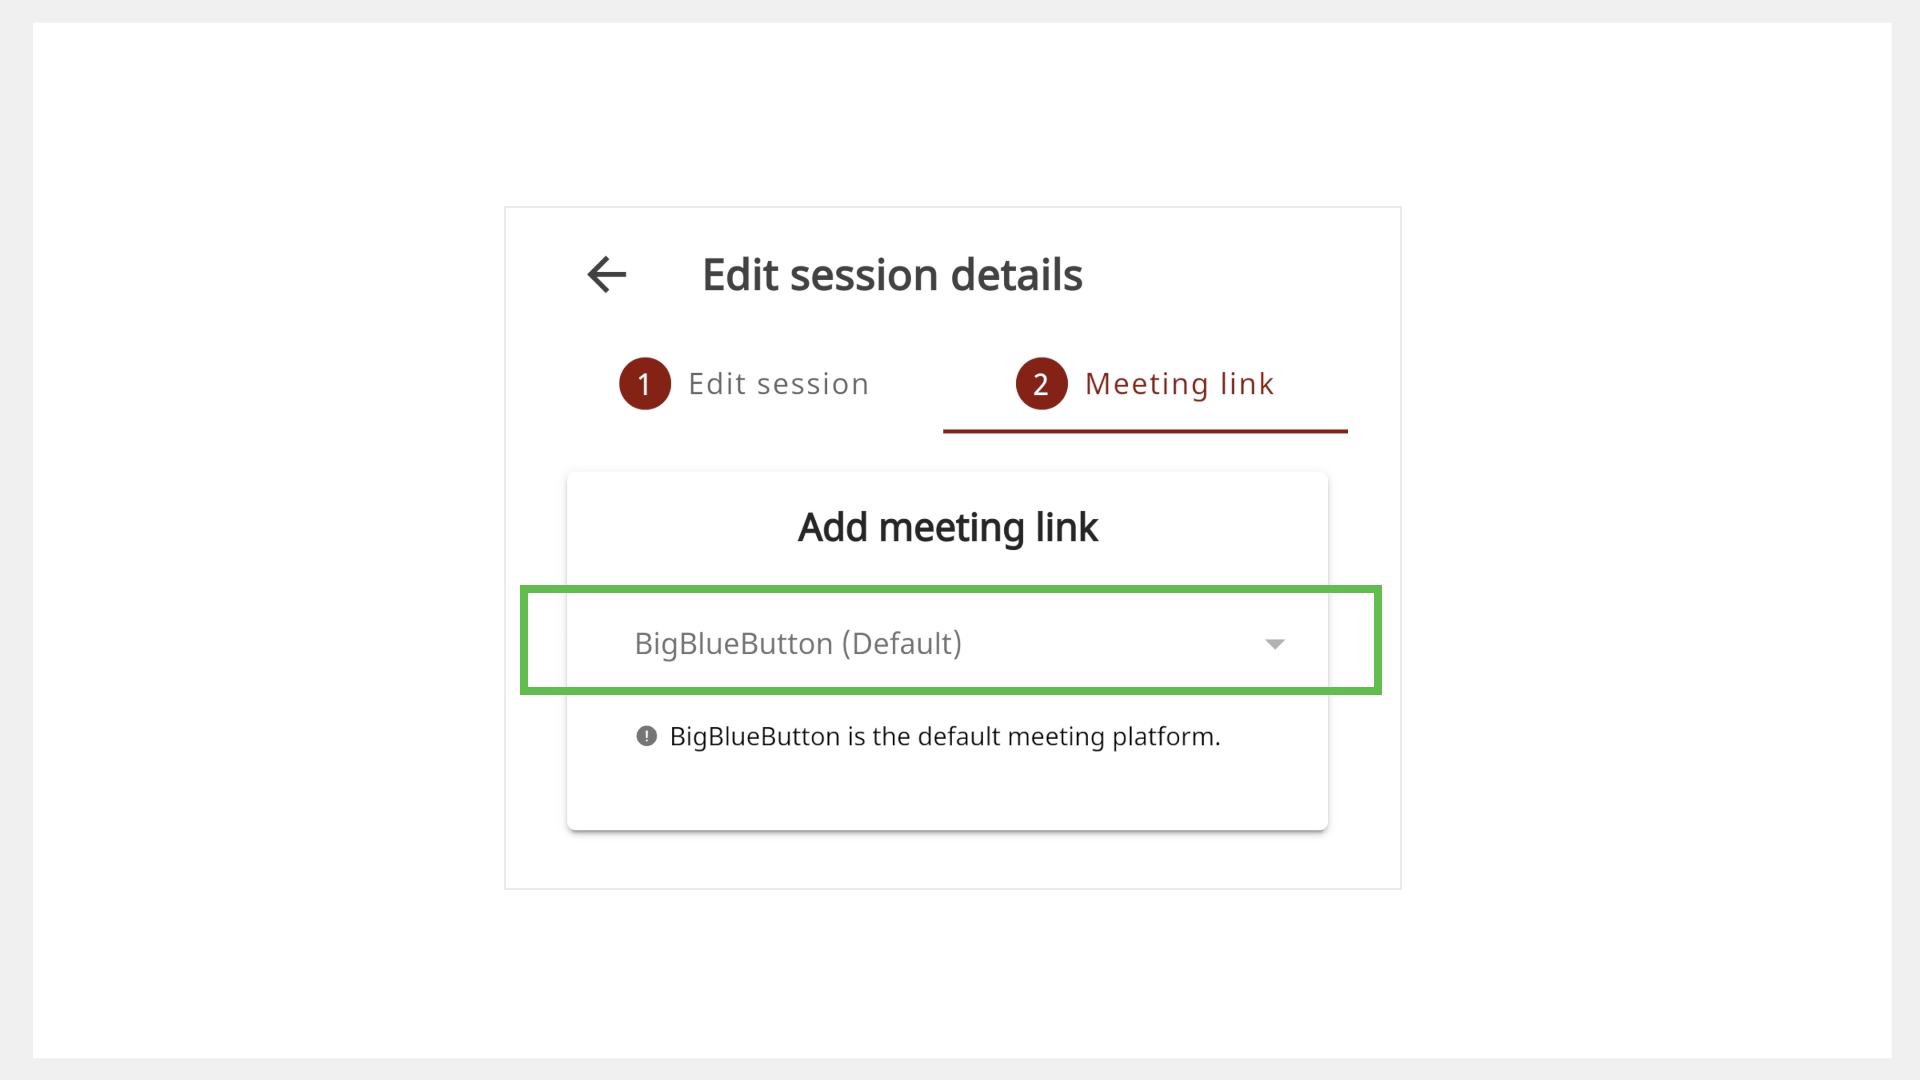 Edit session details
1 Edit session
2 Meeting link
Add meeting link
BigBlueButton (Default)
! BigBlueButton is the default meeting platform.